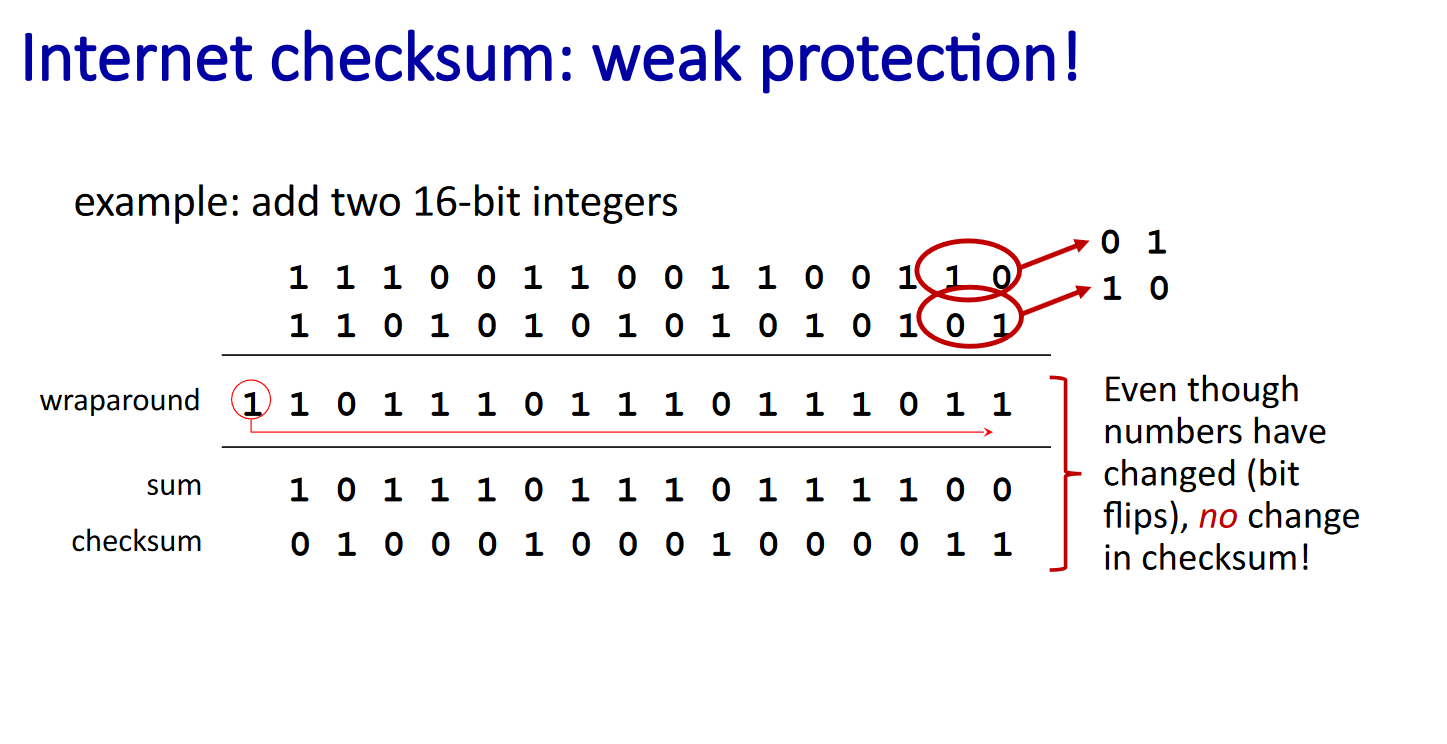 Internet checksum: weak protection!
example: add two 16-bit integers
0 1
1 1 1 0 0 1 1 0 0 1 1 0 0 1 1 0
1 0
1 1 0 1 0 1 0 1 0 1 0 1 0 1 0 1
wraparound 1 1 0 1 1 1 0 1 1 1 0 1 1 1 0 1 1
sum 1 0 1 1 1 0 1 1 1 0 1 1 1 1 0 0
checksum 0 1 0 0 0 1 0 0 0 1 0 0 0 0 1 1
Even though
numbers have
changed (bit
flips), no change
in checksum!